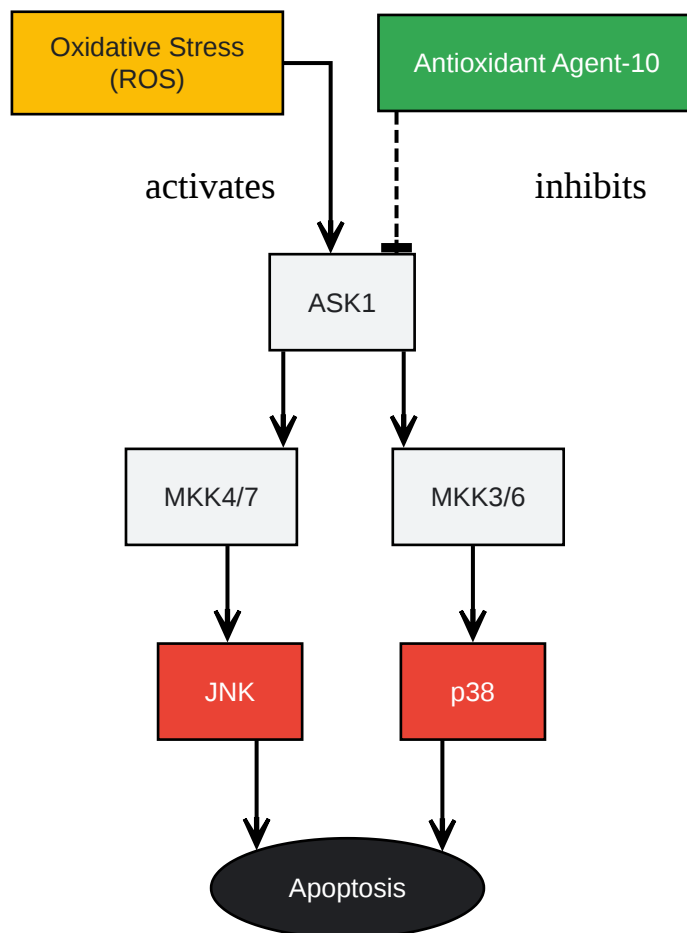 Oxidative Stress
(ROS)
Antioxidant Agent-10
activates
inhibits
ASK1
MKK4/7
MKK3/6
JNK
p38
Apoptosis